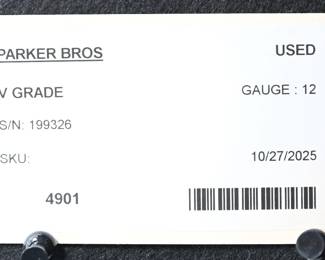 PARKER BROS USED
V GRADE GAUGE : 12
S/N: 199326
SKU: 10/27/2025
4901